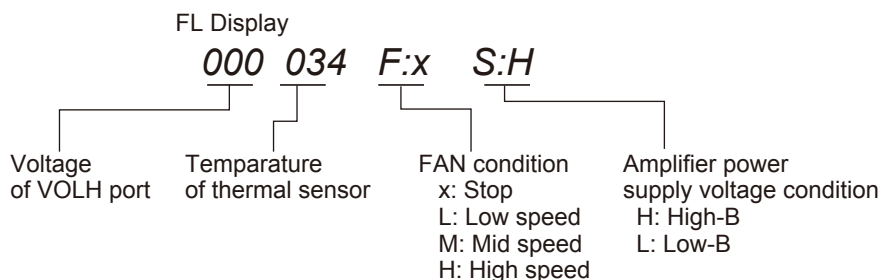 FL Display
000 034 F:x S:H
Voltage
of VOLH port
Temparature
of thermal sensor
FAN condition
x: Stop
L: Low speed
M: Mid speed
H: High speed
Amplifier power
supply voltage condition
H: High-B
L: Low-B